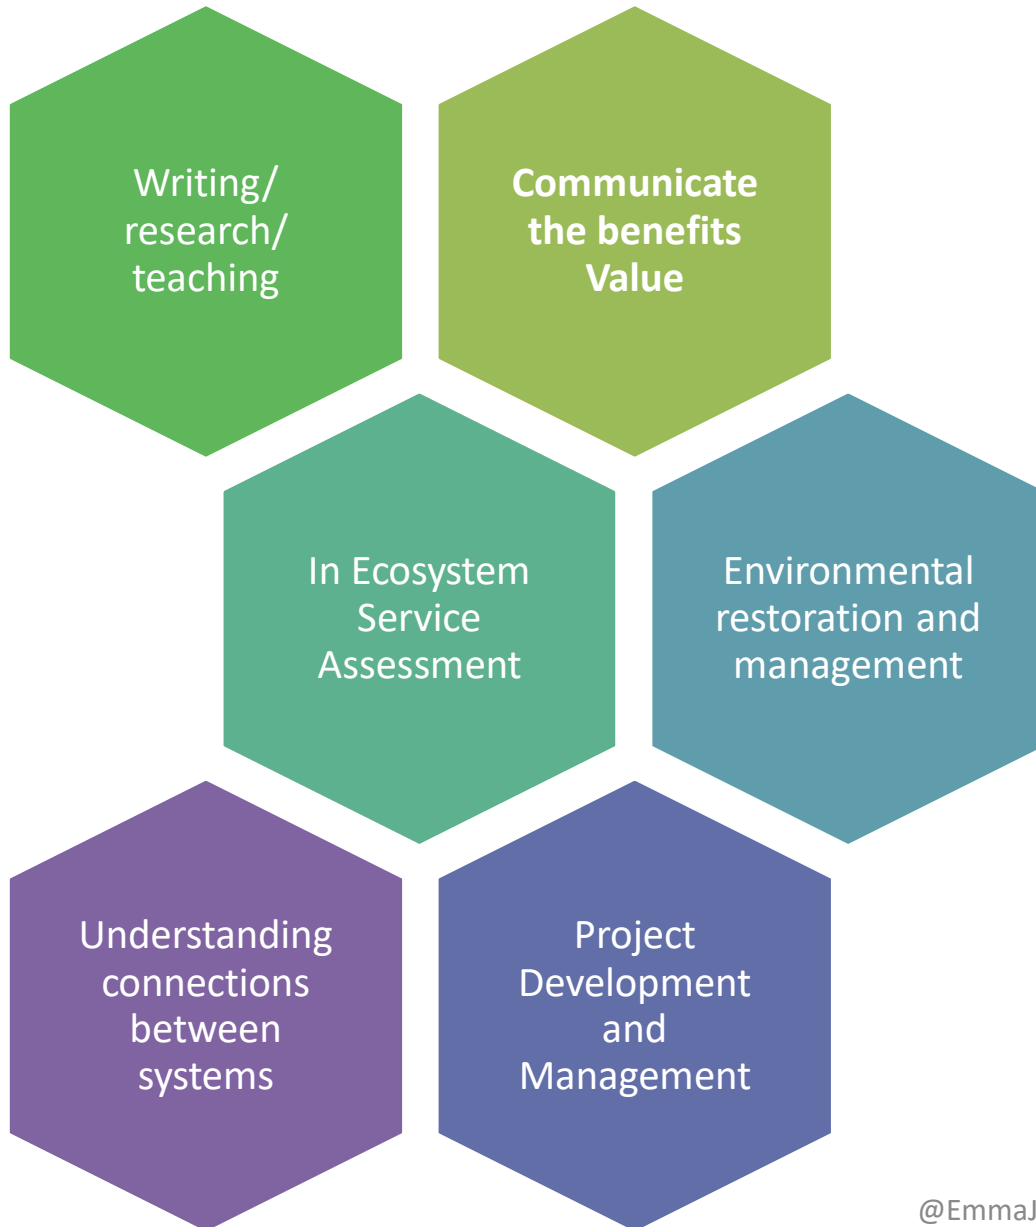 Writing/
research/
teaching
Communicate
the benefits
Value
In Ecosystem
Service
Assessment
Environmental
restoration and
management
Understanding
connections
between
systems
Project
Development
and
Management
@EmmaJ